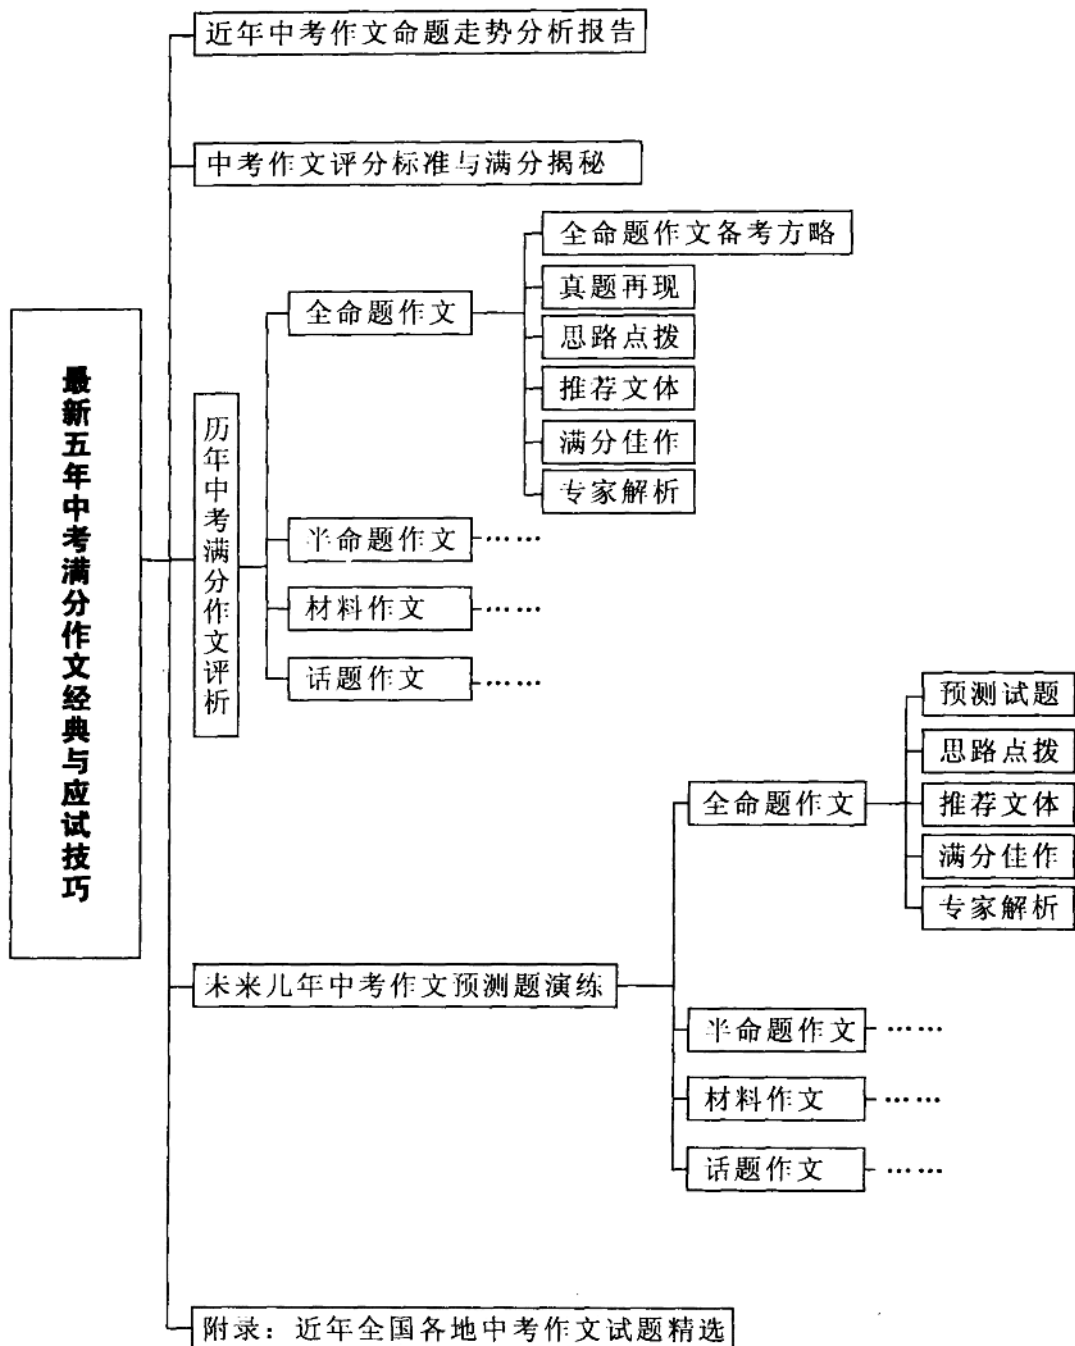 最新五年中考满分作文经典与应试技巧
近年中考作文命题走势分析报告
中考作文评分标准与满分揭秘
历年中考满分作文评析
全命题作文
全命题作文备考方略
真题再现
思路点拨
推荐文体
满分佳作
专家解析
半命题作文……
材料作文……
话题作文……
未来几年中考作文预测题演练
全命题作文
预测试题
思路点拨
推荐文体
满分佳作
专家解析
半命题作文……
材料作文……
话题作文……
附录：近年全国各地中考作文试题精选